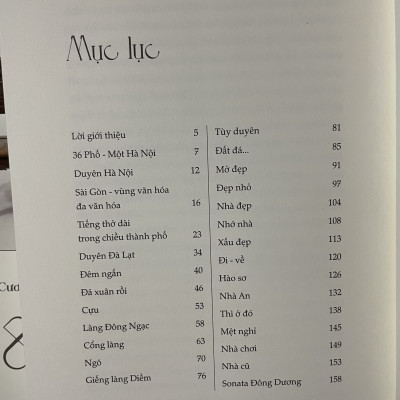 Mục lục
Lời giới thiệu 5
36 Phố - Một Hà Nội 7
Duyên Hà Nội 12
Sài Gòn - vùng văn hóa
đa văn hóa 16
Tiếng thở dài
trong chiều thành phố 23
Duyên Đà Lạt 34
Đêm ngắn 40
Đã xuân rồi 46
Cựu 53
Làng Đông Ngạc 58
Cổng làng 63
Ngõ 70
Giếng làng Diềm 76
Tùy duyên 81
Đất đá... 85
Mở đẹp 91
Đẹp nhỏ 97
Nhà đẹp 104
Nhớ nhà 108
Xấu đẹp 113
Đi - về 120
Hào sơ 126
Nhà An 132
Thì ở đó 138
Mệt nghỉ 145
Nhà chơi 149
Nhà cũ 153
Sonata Đông Dương 158